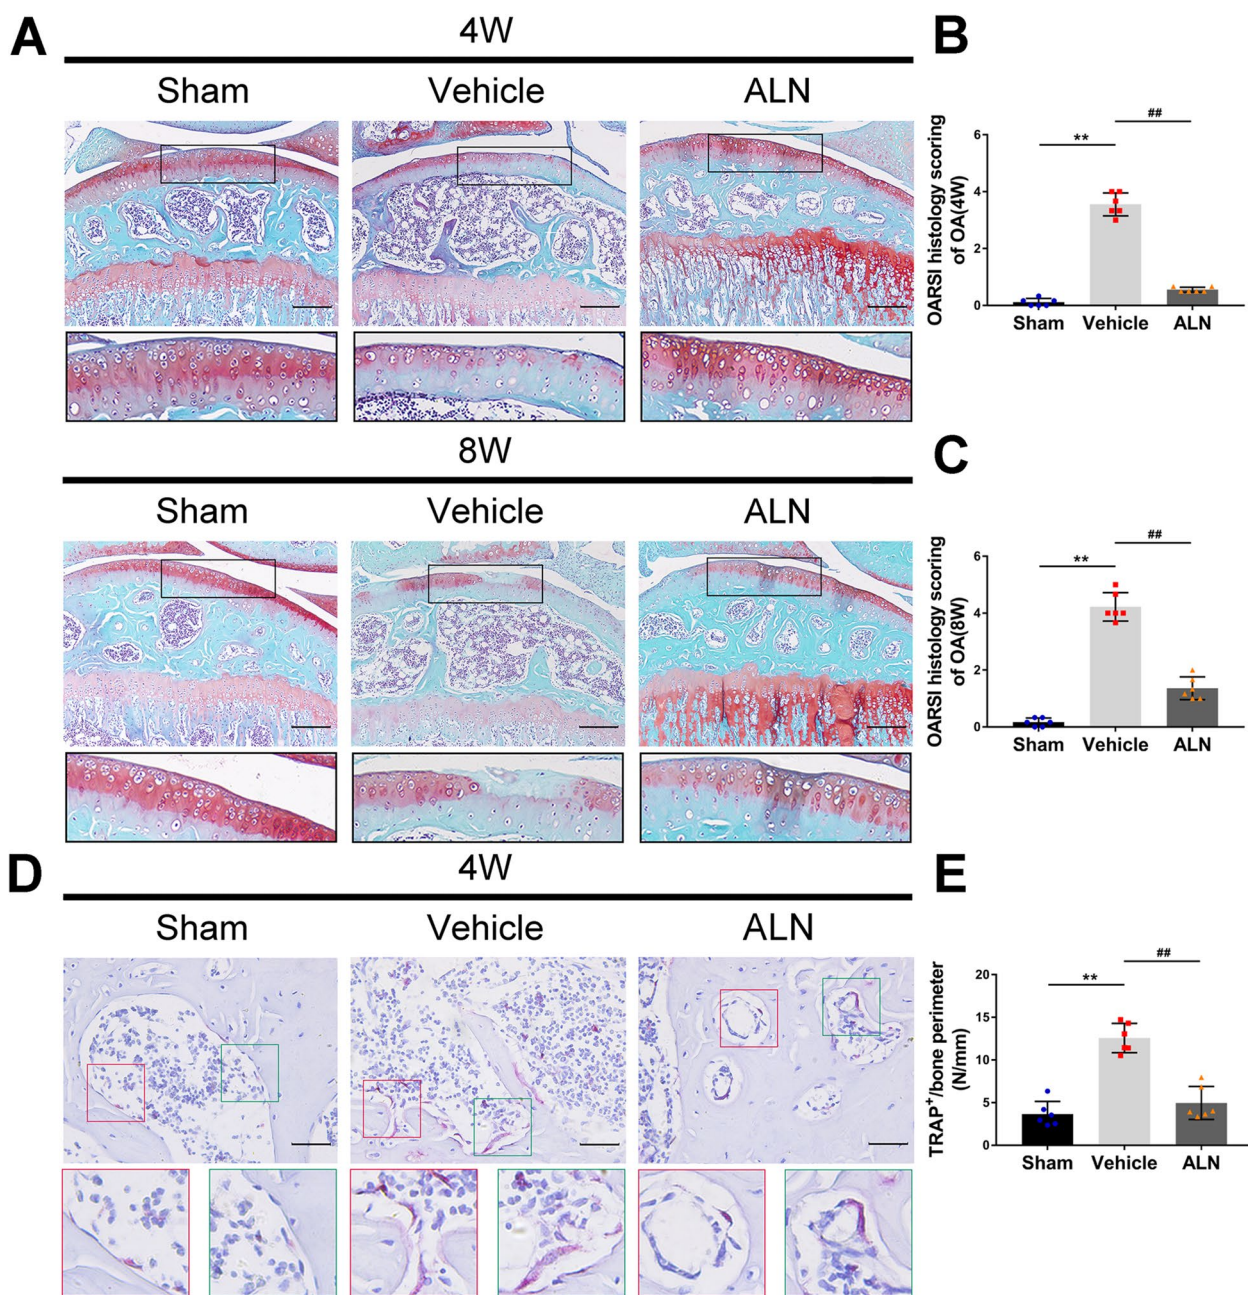 A
4W
Sham Vehicle ALN
B
OARSI histology scoring
of OA(4W)
6
4
2
0
**
##
Sham Vehicle ALN
8W
Sham Vehicle ALN
C
OARSI histology scoring
of OA(8W)
6
4
2
0
**
##
Sham Vehicle ALN
D
4W
Sham Vehicle ALN
E
TRAP+/bone perimeter
(N/mm)
20
15
10
5
0
**
##
Sham Vehicle ALN